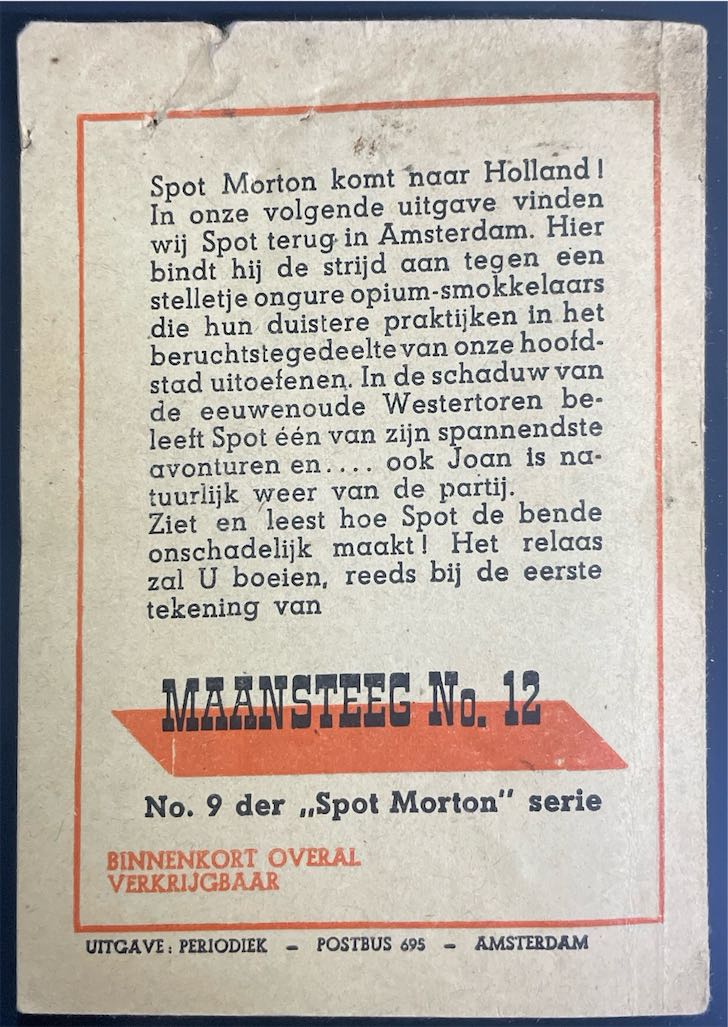 Spot Morton komt naar Holland!
In onze volgende uitgave vinden
wij Spot terug in Amsterdam. Hier
bindt hij de strijd aan tegen een
stelletje ongure opium-smokkelaars
die hun duistere praktijken in het
beruchtstegedeelte van onze hoofd-
stad uitoefenen. In de schaduw van
de eeuwenoude Westertoren be-
leeft Spot één van zijn spannendste
avonturen en.... ook Joan is na-
tuurlijk weer van de partij.
Ziet en leest hoe Spot de bende
onschadelijk maakt! Het relaas
zal U boeien, reeds bij de eerste
tekening van
MAANSTEEG No. 12
No. 9 der „Spot Morton” serie
BINNENKORT OVERAL
VERKRIJGBAAR
UITGAVE: PERIODIEK – POSTBUS 695 – AMSTERDAM